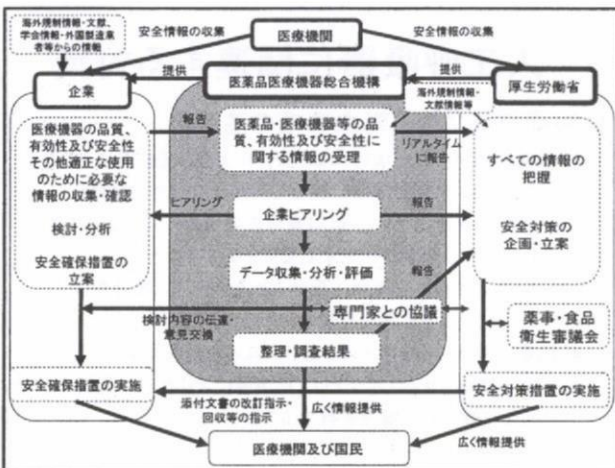 海外規制情報・文献、
学会情報・外国製造業
者等からの情報
安全情報の収集
医療機関
安全情報の収集
提供
提供
企業
医薬品医療機器総合機構
厚生労働省
海外規制情報・
文献情報等
医療機器の品質、
有効性及び安全性
その他適正な使用
のために必要な
情報の収集・確認
検討・分析
安全確保措置の
立案
報告
医薬品・医療機器等の品
質、有効性及び安全性に
関する情報の受理
リアルタイム
に報告
すべての情報の
把握
安全対策の
企画・立案
ヒアリング
企業ヒアリング
報告
データ収集・分析・評価
報告
検討内容の伝達・
意見交換
専門家との協議
薬事・食品
衛生審議会
整理・調査結果
安全確保措置の実施
添付文書の改訂指示・
回収等の指示
広く情報提供
安全対策措置の実施
医療機関及び国民
広く情報提供